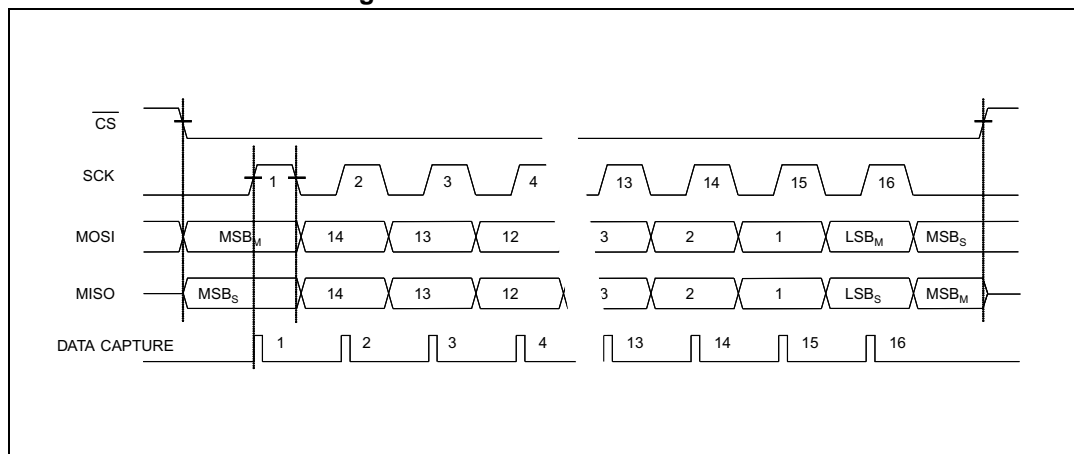 CS
SCK 1 2 3 4 13 14 15 16
MOSI MSBM 14 13 12 3 2 1 LSBM MSBS
MISO MSBS 14 13 12 3 2 1 LSBS MSBM
DATA CAPTURE 1 2 3 4 13 14 15 16